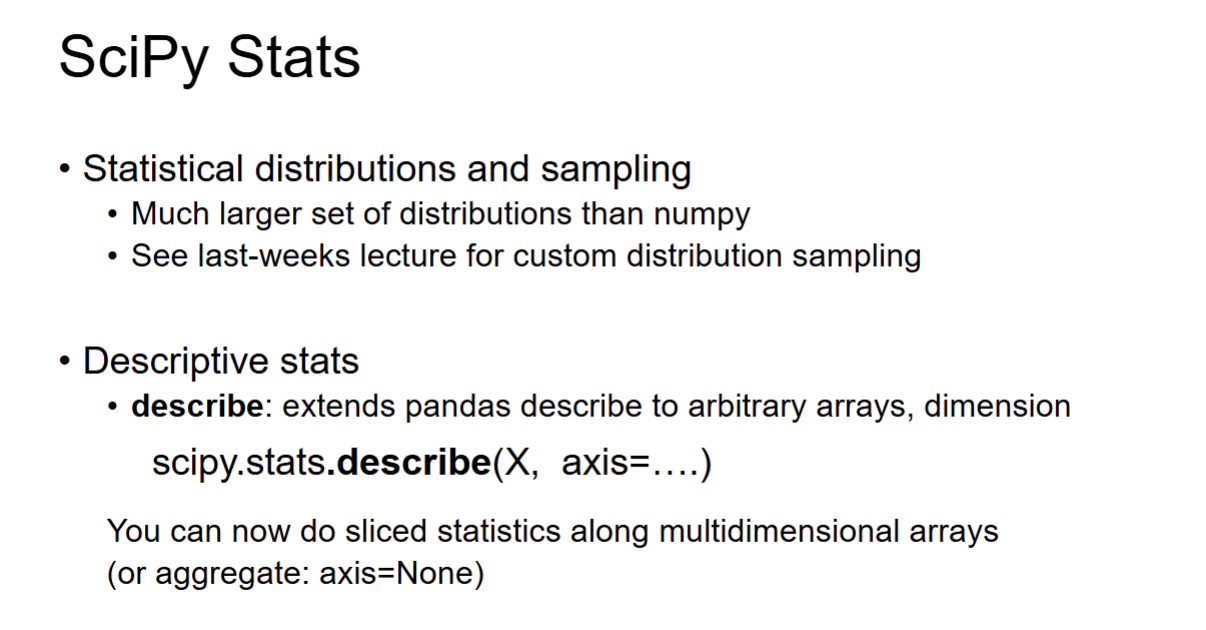 SciPy Stats
• Statistical distributions and sampling
• Much larger set of distributions than numpy
• See last-weeks lecture for custom distribution sampling
• Descriptive stats
• describe: extends pandas describe to arbitrary arrays, dimension
scipy.stats.describe(X,  axis=….)
You can now do sliced statistics along multidimensional arrays
(or aggregate: axis=None)